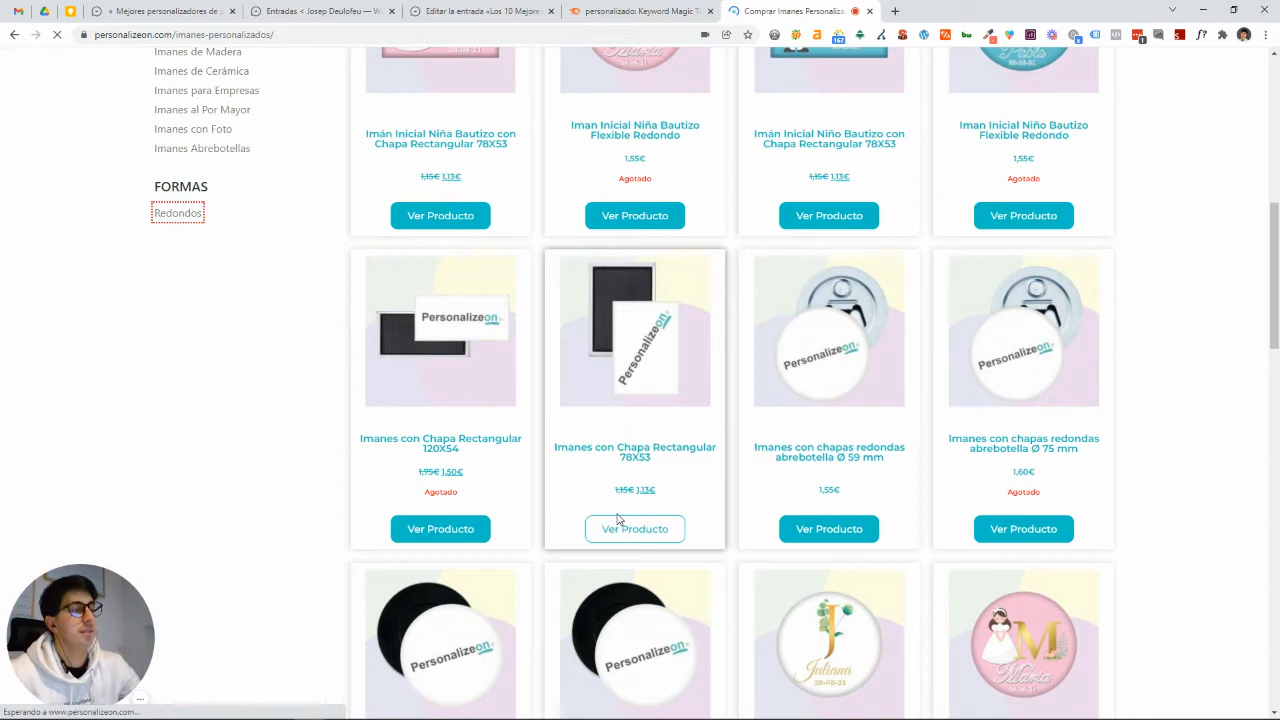 « Mejores personalizadores d
Entradas < Josep Deulofeu — W
Editar la entrada « Los 10 Mejore
personalizeon: Keyword Magic T
Comprar Imanes Persona
personalizeon.com/imanes-personalizados/
167
Imanes de Madera
Imanes de Cerámica
Imanes para Empresas
Imanes al Por Mayor
Imanes con Foto
Imanes Abrebotellas
FORMAS
Redondos
Imán Inicial Niña Bautizo con
Chapa Rectangular 78X53
1,15€ 1,13€
Ver Producto
Iman Inicial Niña Bautizo
Flexible Redondo
1,55€
Agotado
Ver Producto
Imán Inicial Niño Bautizo con
Chapa Rectangular 78X53
1,15€ 1,13€
Ver Producto
Iman Inicial Niño Bautizo
Flexible Redondo
1,55€
Agotado
Ver Producto
Personalizeon
Imanes con Chapa Rectangular
120X54
1,75€ 1,50€
Agotado
Ver Producto
Personalizeon
Imanes con Chapa Rectangular
78X53
1,15€ 1,13€
Ver Producto
Personalizeon
Imanes con chapas redondas
abrebotella Ø 59 mm
1,55€
Ver Producto
Personalizeon
Imanes con chapas redondas
abrebotella Ø 75 mm
1,60€
Agotado
Ver Producto
Personalizeon
Personalizeon
J
Juliana
28-08-21
M
María
Esperando a www.personalizeon.com...